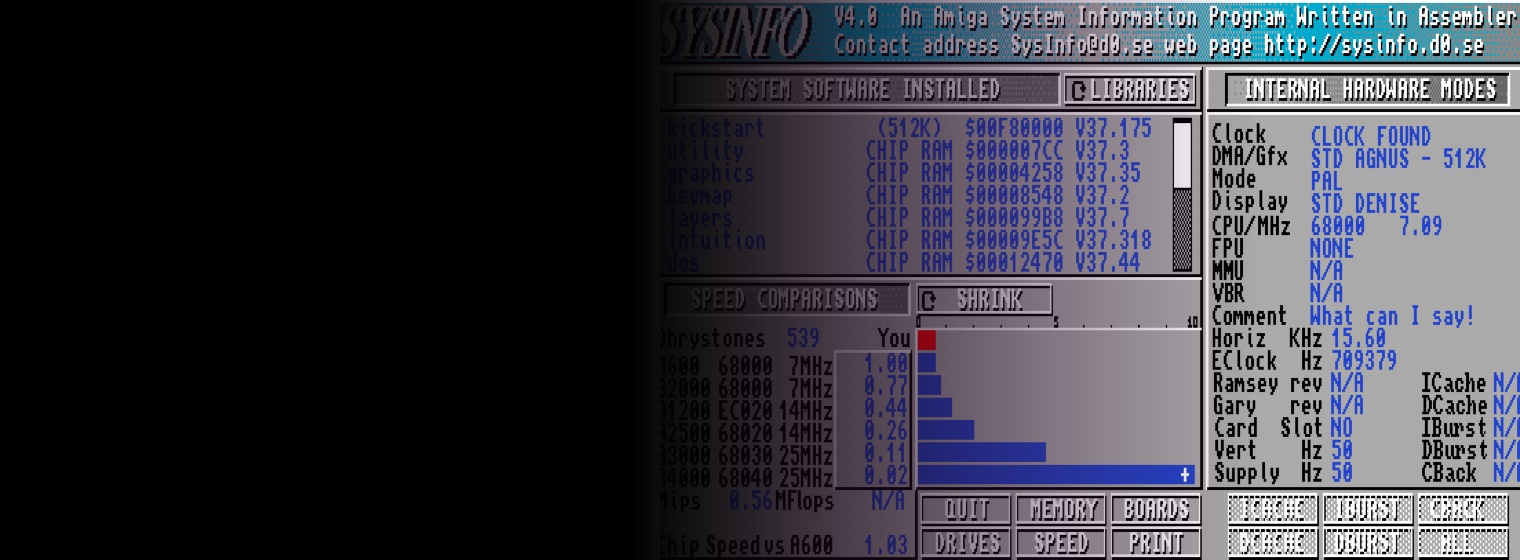 SYSINFO V4.0 An Amiga System Information Program Written in Assembler
Contact address SysInfo@d0.se web page http://sysinfo.d0.se
SYSTEM SOFTWARE INSTALLED LIBRARIES
kickstart (512K) $00F80000 V37.175
utility CHIP RAM $000007CC V37.3
graphics CHIP RAM $00004258 V37.35
keymap CHIP RAM $00008548 V37.2
layers CHIP RAM $000099B8 V37.7
intuition CHIP RAM $00009E5C V37.318
dos CHIP RAM $00012470 V37.44
INTERNAL HARDWARE MODES
Clock CLOCK FOUND
DMA/Gfx STD AGNUS - 512K
Mode PAL
Display STD DENISE
CPU/MHz 68000 7.09
FPU NONE
MMU N/A
VBR N/A
Comment What can I say!
Horiz KHz 15.60
EClock Hz 709379
Ramsey rev N/A ICache N/
Gary rev N/A DCache N/
Card Slot NO IBurst N/
Vert Hz 50 DBurst N/
Supply Hz 50 CBack N/
SPEED COMPARISONS SHRINK
0 5 10
Dhrystones 539 You
A600 68000 7MHz 1.00
B2000 68000 7MHz 0.77
A1200 EC020 14MHz 0.44
A2500 68020 14MHz 0.26
A3000 68030 25MHz 0.11
A4000 68040 25MHz 0.02
Mips 0.56 MFlops N/A
Chip Speed vs A600 1.03
QUIT MEMORY BOARDS
DRIVES SPEED PRINT
ICACHE IBURST CBACK
DCACHE DBURST ALL